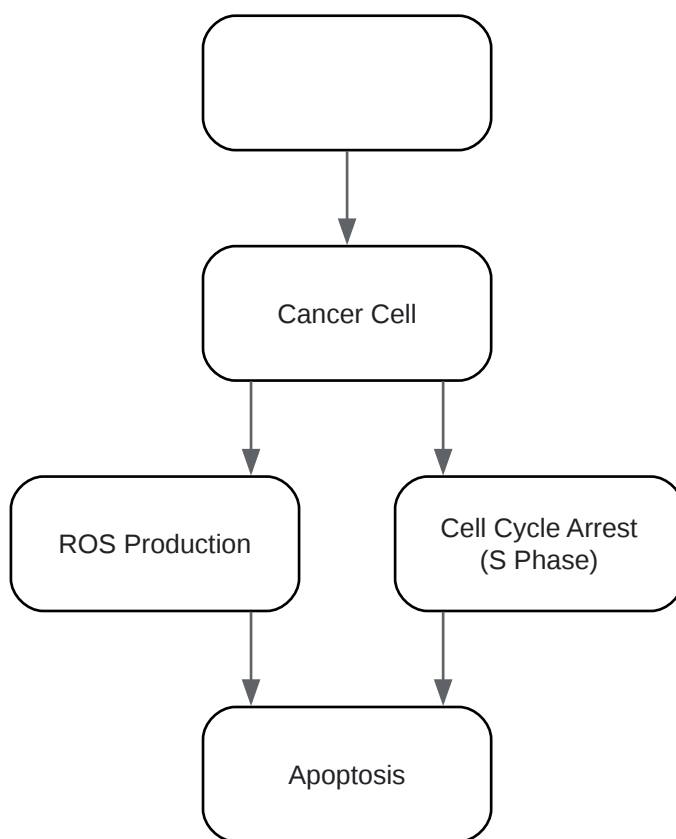 Cancer Cell
ROS Production
Cell Cycle Arrest
(S Phase)
Apoptosis